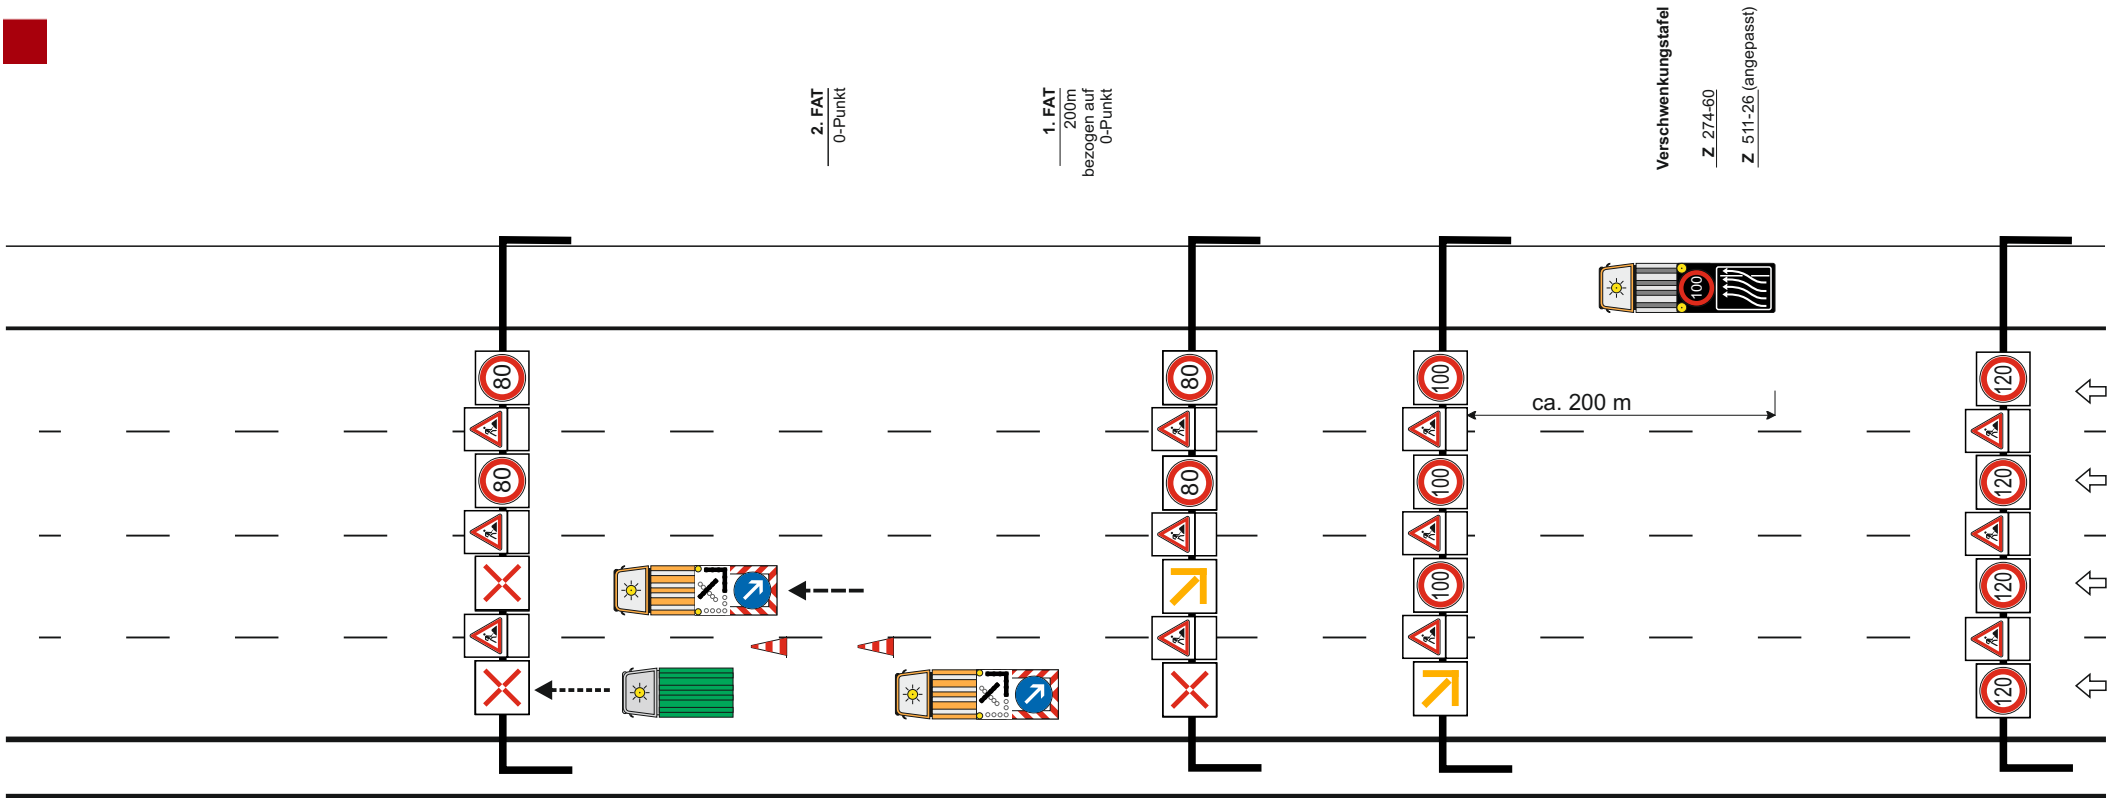 2. FAT
0-Punkt
1. FAT
200m
bezogen auf
0-Punkt
Verschwenkungstafel
Z 274-60
Z 511-26 (angepasst)
100
80
80
100
120
ca. 200 m
80
80
100
120
100
120
120